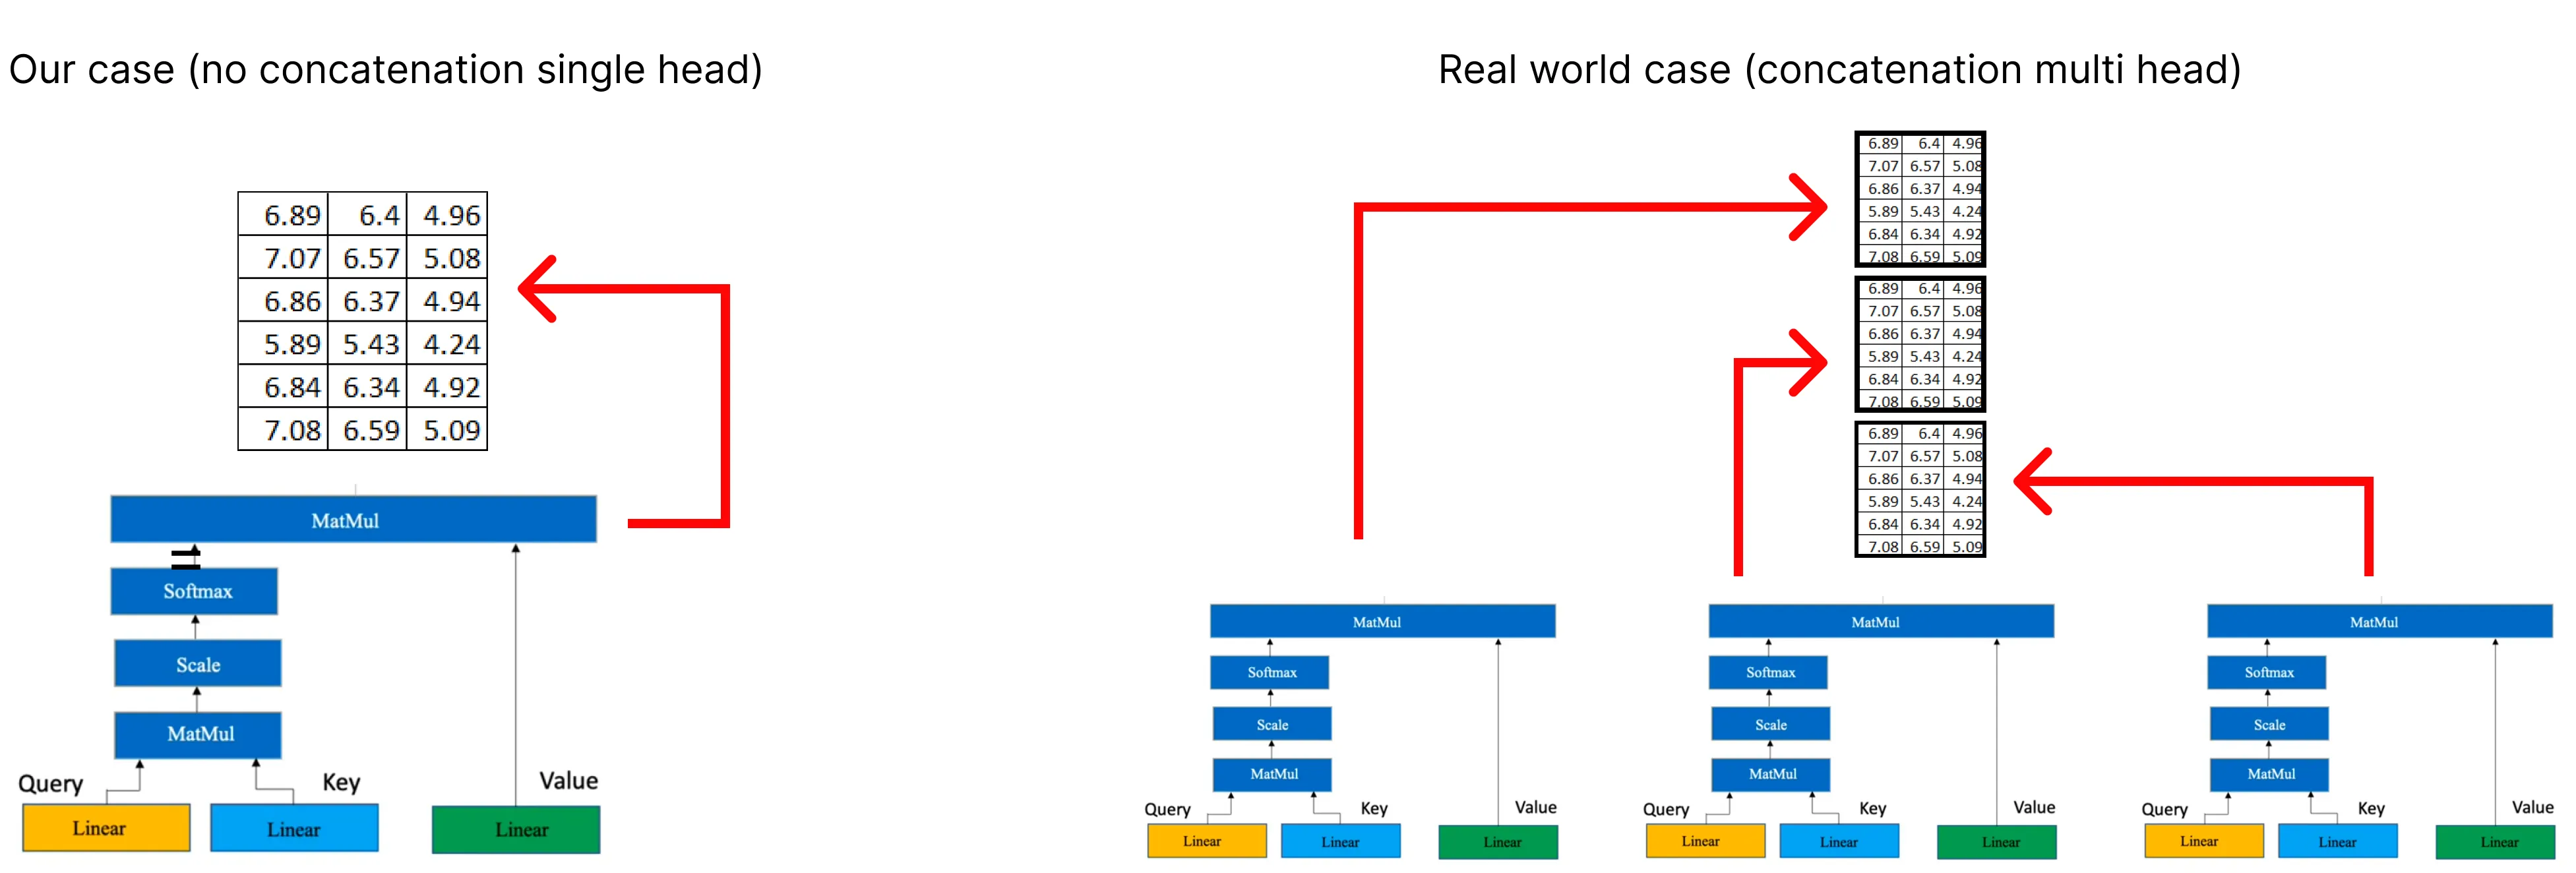 Our case (no concatenation single head)
6.89 6.4 4.96
7.07 6.57 5.08
6.86 6.37 4.94
5.89 5.43 4.24
6.84 6.34 4.92
7.08 6.59 5.09
MatMul
Softmax
Scale
MatMul
Query Key Value
Linear Linear Linear
Real world case (concatenation multi head)
6.89 6.4 4.96
7.07 6.57 5.08
6.86 6.37 4.94
5.89 5.43 4.24
6.84 6.34 4.92
7.08 6.59 5.09
6.89 6.4 4.96
7.07 6.57 5.08
6.86 6.37 4.94
5.89 5.43 4.24
6.84 6.34 4.92
7.08 6.59 5.09
6.89 6.4 4.96
7.07 6.57 5.08
6.86 6.37 4.94
5.89 5.43 4.24
6.84 6.34 4.92
7.08 6.59 5.09
MatMul
Softmax
Scale
MatMul
Query Key Value
Linear Linear Linear
MatMul
Softmax
Scale
MatMul
Query Key Value
Linear Linear Linear
MatMul
Softmax
Scale
MatMul
Query Key Value
Linear Linear Linear